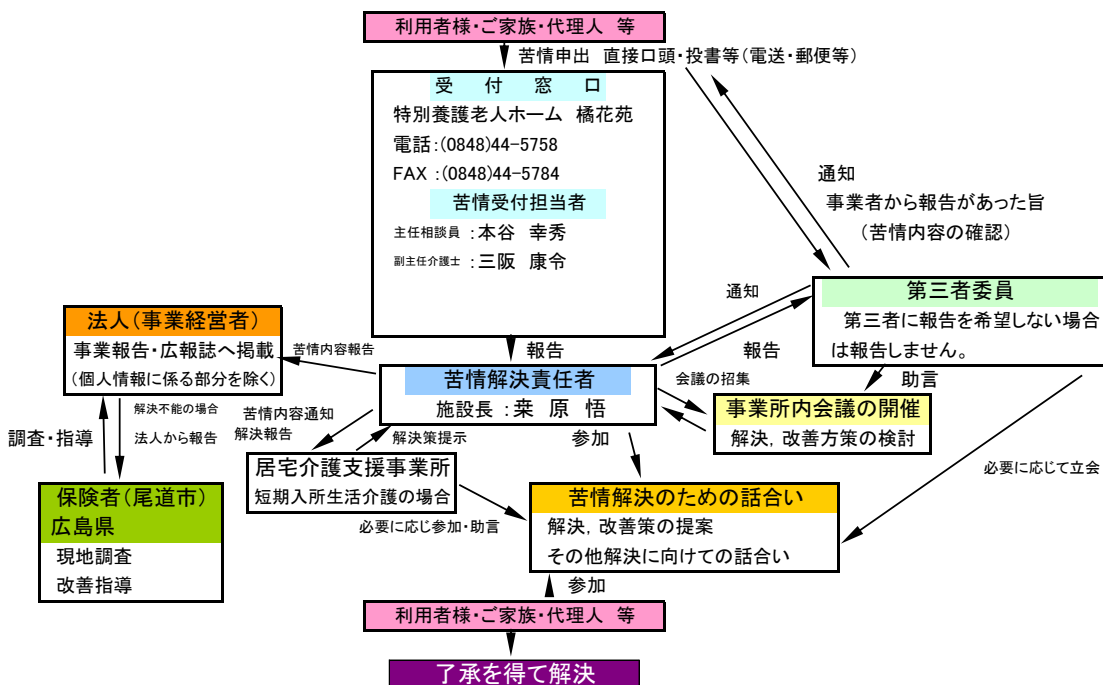 利用者様・ご家族・代理人 等
苦情申出 直接口頭・投書等(電送・郵便等)
受 付 窓 口
特別養護老人ホーム 橘花苑
電話:(0848)44-5758
FAX :(0848)44-5784
苦情受付担当者
主任相談員 :本谷 幸秀
副主任介護士 :三阪 康令
通知
事業者から報告があった旨
(苦情内容の確認)
第三者委員
第三者に報告を希望しない場合
は報告しません。
通知
報告
報告
法人(事業経営者)
事業報告・広報誌へ掲載
(個人情報に係る部分を除く)
苦情内容報告
苦情解決責任者
施設長 :桒 原 悟
会議の招集
助言
事業所内会議の開催
解決, 改善方策の検討
調査・指導
解決不能の場合
法人から報告
苦情内容通知
解決報告
解決策提示
参加
居宅介護支援事業所
短期入所生活介護の場合
必要に応じ参加・助言
必要に応じて立会
保険者(尾道市)
広島県
現地調査
改善指導
苦情解決のための話合い
解決, 改善策の提案
その他解決に向けての話合い
参加
利用者様・ご家族・代理人 等
了承を得て解決